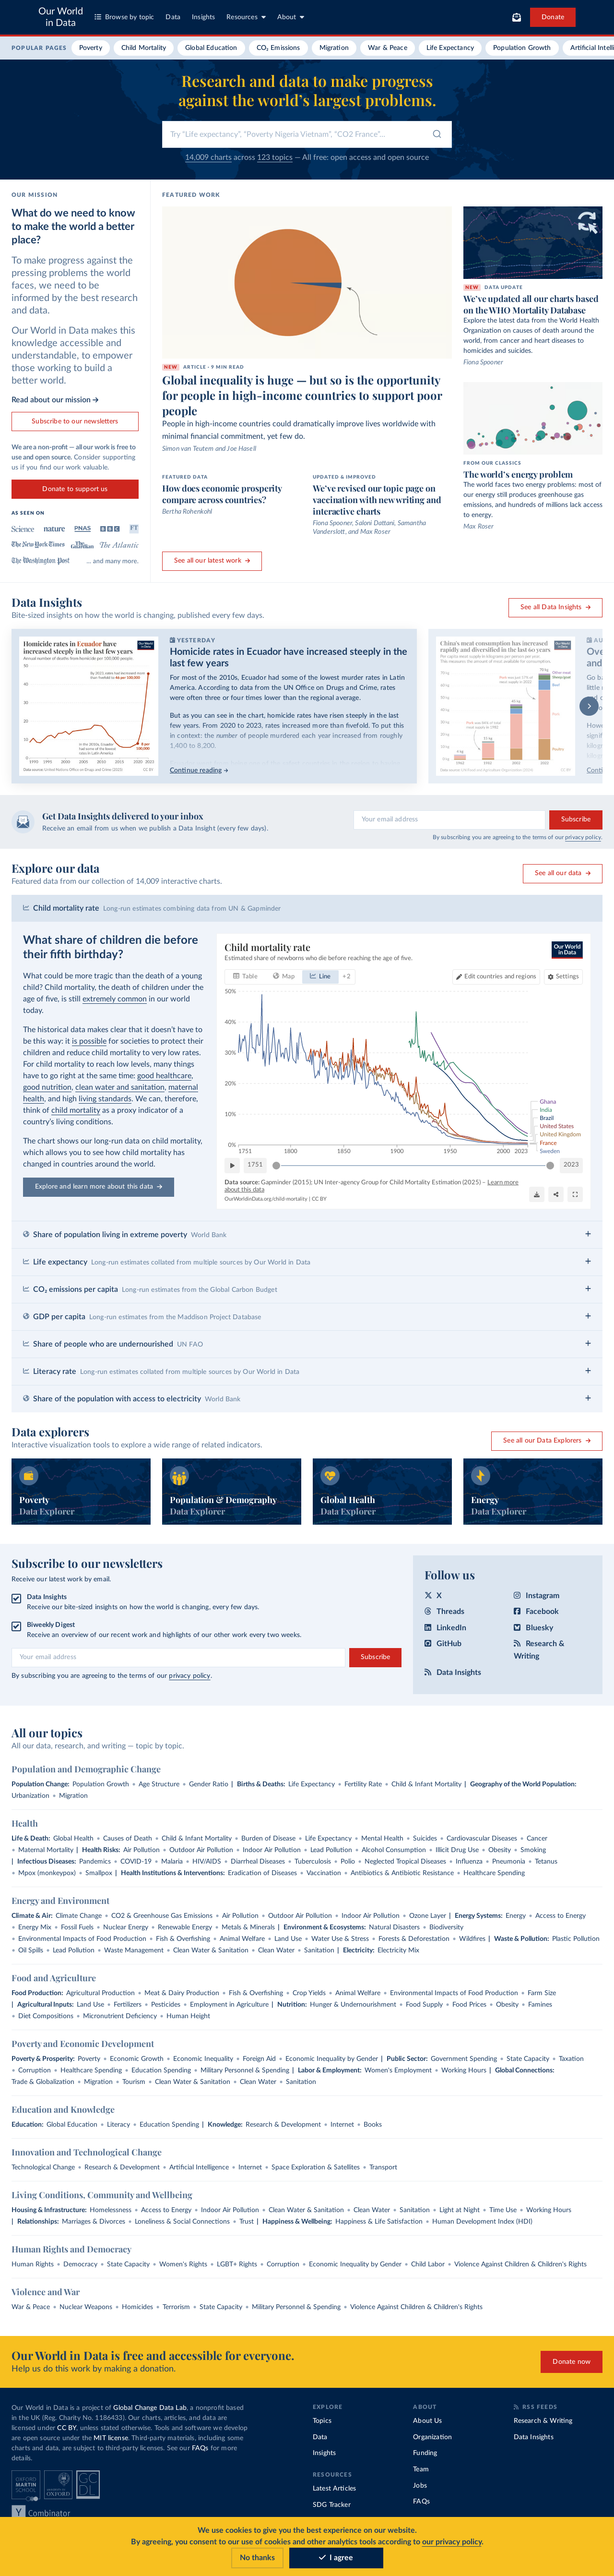 Our World
in Data
Browse by topic
Data
Insights
Resources
About
Donate
POPULAR PAGES
Poverty
Child Mortality
Global Education
CO₂ Emissions
Migration
War & Peace
Life Expectancy
Population Growth
Artificial Intelli
Research and data to make progress
against the world's largest problems.
Try "Life expectancy", "Poverty Nigeria Vietnam", "CO2 France"...
14,009 charts across 123 topics — All free: open access and open source
OUR MISSION
What do we need to know
to make the world a better
place?
To make progress against the
pressing problems the world
faces, we need to be
informed by the best research
and data.
Our World in Data makes this
knowledge accessible and
understandable, to empower
those working to build a
better world.
Read about our mission →
Subscribe to our newsletters
We are a non-profit — all our work is free to
use and open source. Consider supporting
us if you find our work valuable.
Donate to support us
AS SEEN ON
Science
nature
PNAS
BBC
FT
The New York Times
The Guardian
The Atlantic
The Washington Post
... and many more.
FEATURED WORK
NEW ARTICLE · 9 MIN READ
Global inequality is huge — but so is the opportunity
for people in high-income countries to support poor
people
People in high-income countries could dramatically improve lives worldwide with
minimal financial commitment, yet few do.
Simon van Teutem and Joe Hasell
FEATURED DATA
How does economic prosperity
compare across countries?
Bertha Rohenkohl
UPDATED & IMPROVED
We've revised our topic page on
vaccination with new writing and
interactive charts
Fiona Spooner, Saloni Dattani, Samantha
Vanderslott, and Max Roser
See all our latest work →
NEW DATA UPDATE
We've updated all our charts based
on the WHO Mortality Database
Explore the latest data from the World Health
Organization on causes of death around the
world, from cancer and heart diseases to
homicides and suicides.
Fiona Spooner
FROM OUR CLASSICS
The world's energy problem
The world faces two energy problems: most of
our energy still produces greenhouse gas
emissions, and hundreds of millions lack access
to energy.
Max Roser
Data Insights
Bite-sized insights on how the world is changing, published every few days.
See all Data Insights →
Homicide rates in Ecuador have
increased steeply in the last few years
Annual number of deaths from homicide per 100,000 people.
YESTERDAY
Homicide rates in Ecuador have increased steeply in the
last few years
For most of the 2010s, Ecuador had some of the lowest murder rates in Latin
America. According to data from the UN Office on Drugs and Crime, rates
were often three or four times lower than the regional average.
But as you can see in the chart, homicide rates have risen steeply in the last
few years. From 2020 to 2023, rates increased more than fivefold. To put this
in context: the number of people murdered each year increased from roughly
1,400 to 8,200.
Continue reading →
China's meat consumption has increased
rapidly and diversified in the last 60 years
Get Data Insights delivered to your inbox
Receive an email from us when we publish a Data Insight (every few days).
Your email address
Subscribe
By subscribing you are agreeing to the terms of our privacy policy.
Explore our data
Featured data from our collection of 14,009 interactive charts.
See all our data →
Child mortality rate Long-run estimates combining data from UN & Gapminder
What share of children die before
their fifth birthday?
What could be more tragic than the death of a young
child? Child mortality, the death of children under the
age of five, is still extremely common in our world
today.
The historical data makes clear that it doesn't have to
be this way: it is possible for societies to protect their
children and reduce child mortality to very low rates.
For child mortality to reach low levels, many things
have to go right at the same time: good healthcare,
good nutrition, clean water and sanitation, maternal
health, and high living standards. We can, therefore,
think of child mortality as a proxy indicator of a
country's living conditions.
The chart shows our long-run data on child mortality,
which allows you to see how child mortality has
changed in countries around the world.
Explore and learn more about this data →
Child mortality rate
Estimated share of newborns who die before reaching the age of five.
Our World
in Data
Table
Map
Line
+2
Edit countries and regions
Settings
50%
40%
30%
20%
10%
0%
1751
1800
1850
1900
1950
2000
2023
Ghana
India
Brazil
United States
United Kingdom
France
Sweden
1751
2023
Data source: Gapminder (2015); UN Inter-agency Group for Child Mortality Estimation (2025) – Learn more
about this data
OurWorldinData.org/child-mortality | CC BY
Share of population living in extreme poverty World Bank
Life expectancy Long-run estimates collated from multiple sources by Our World in Data
CO₂ emissions per capita Long-run estimates from the Global Carbon Budget
GDP per capita Long-run estimates from the Maddison Project Database
Share of people who are undernourished UN FAO
Literacy rate Long-run estimates collated from multiple sources by Our World in Data
Share of the population with access to electricity World Bank
Data explorers
Interactive visualization tools to explore a wide range of related indicators.
See all our Data Explorers →
Poverty
Data Explorer
Population & Demography
Data Explorer
Global Health
Data Explorer
Energy
Data Explorer
Subscribe to our newsletters
Receive our latest work by email.
Data Insights
Receive our bite-sized insights on how the world is changing, every few days.
Biweekly Digest
Receive an overview of our recent work and highlights of our other work every two weeks.
Your email address
Subscribe
By subscribing you are agreeing to the terms of our privacy policy.
Follow us
X
Instagram
Threads
Facebook
LinkedIn
Bluesky
GitHub
Research &
Writing
Data Insights
All our topics
All our data, research, and writing — topic by topic.
Population and Demographic Change
Population Change: Population Growth • Age Structure • Gender Ratio | Births & Deaths: Life Expectancy • Fertility Rate • Child & Infant Mortality | Geography of the World Population:
Urbanization • Migration
Health
Life & Death: Global Health • Causes of Death • Child & Infant Mortality • Burden of Disease • Life Expectancy • Mental Health • Suicides • Cardiovascular Diseases • Cancer
• Maternal Mortality | Health Risks: Air Pollution • Outdoor Air Pollution • Indoor Air Pollution • Lead Pollution • Alcohol Consumption • Illicit Drug Use • Obesity • Smoking
| Infectious Diseases: Pandemics • COVID-19 • Malaria • HIV/AIDS • Diarrheal Diseases • Tuberculosis • Polio • Neglected Tropical Diseases • Influenza • Pneumonia • Tetanus
• Mpox (monkeypox) • Smallpox | Health Institutions & Interventions: Eradication of Diseases • Vaccination • Antibiotics & Antibiotic Resistance • Healthcare Spending
Energy and Environment
Climate & Air: Climate Change • CO2 & Greenhouse Gas Emissions • Air Pollution • Outdoor Air Pollution • Indoor Air Pollution • Ozone Layer | Energy Systems: Energy • Access to Energy
• Energy Mix • Fossil Fuels • Nuclear Energy • Renewable Energy • Metals & Minerals | Environment & Ecosystems: Natural Disasters • Biodiversity
• Environmental Impacts of Food Production • Fish & Overfishing • Animal Welfare • Land Use • Water Use & Stress • Forests & Deforestation • Wildfires | Waste & Pollution: Plastic Pollution
• Oil Spills • Lead Pollution • Waste Management • Clean Water & Sanitation • Clean Water • Sanitation | Electricity: Electricity Mix
Food and Agriculture
Food Production: Agricultural Production • Meat & Dairy Production • Fish & Overfishing • Crop Yields • Animal Welfare • Environmental Impacts of Food Production • Farm Size
| Agricultural Inputs: Land Use • Fertilizers • Pesticides • Employment in Agriculture | Nutrition: Hunger & Undernourishment • Food Supply • Food Prices • Obesity • Famines
• Diet Compositions • Micronutrient Deficiency • Human Height
Poverty and Economic Development
Poverty & Prosperity: Poverty • Economic Growth • Economic Inequality • Foreign Aid • Economic Inequality by Gender | Public Sector: Government Spending • State Capacity • Taxation
• Corruption • Healthcare Spending • Education Spending • Military Personnel & Spending | Labor & Employment: Women's Employment • Working Hours | Global Connections:
Trade & Globalization • Migration • Tourism • Clean Water & Sanitation • Clean Water • Sanitation
Education and Knowledge
Education: Global Education • Literacy • Education Spending | Knowledge: Research & Development • Internet • Books
Innovation and Technological Change
Technological Change • Research & Development • Artificial Intelligence • Internet • Space Exploration & Satellites • Transport
Living Conditions, Community and Wellbeing
Housing & Infrastructure: Homelessness • Access to Energy • Indoor Air Pollution • Clean Water & Sanitation • Clean Water • Sanitation • Light at Night • Time Use • Working Hours
| Relationships: Marriages & Divorces • Loneliness & Social Connections • Trust | Happiness & Wellbeing: Happiness & Life Satisfaction • Human Development Index (HDI)
Human Rights and Democracy
Human Rights • Democracy • State Capacity • Women's Rights • LGBT+ Rights • Corruption • Economic Inequality by Gender • Child Labor • Violence Against Children & Children's Rights
Violence and War
War & Peace • Nuclear Weapons • Homicides • Terrorism • State Capacity • Military Personnel & Spending • Violence Against Children & Children's Rights
Our World in Data is free and accessible for everyone.
Help us do this work by making a donation.
Donate now
Our World in Data is a project of Global Change Data Lab, a nonprofit based
in the UK (Reg. Charity No. 1186433). Our charts, articles, and data are
licensed under CC BY, unless stated otherwise. Tools and software we develop
are open source under the MIT license. Third-party materials, including some
charts and data, are subject to third-party licenses. See our FAQs for more
details.
OXFORD
MARTIN
SCHOOL
UNIVERSITY OF
OXFORD
GC
DL
Y Combinator
EXPLORE
Topics
Data
Insights
RESOURCES
Latest Articles
SDG Tracker
ABOUT
About Us
Organization
Funding
Team
Jobs
FAQs
RSS FEEDS
Research & Writing
Data Insights
We use cookies to give you the best experience on our website.
By agreeing, you consent to our use of cookies and other analytics tools according to our privacy policy.
No thanks
I agree